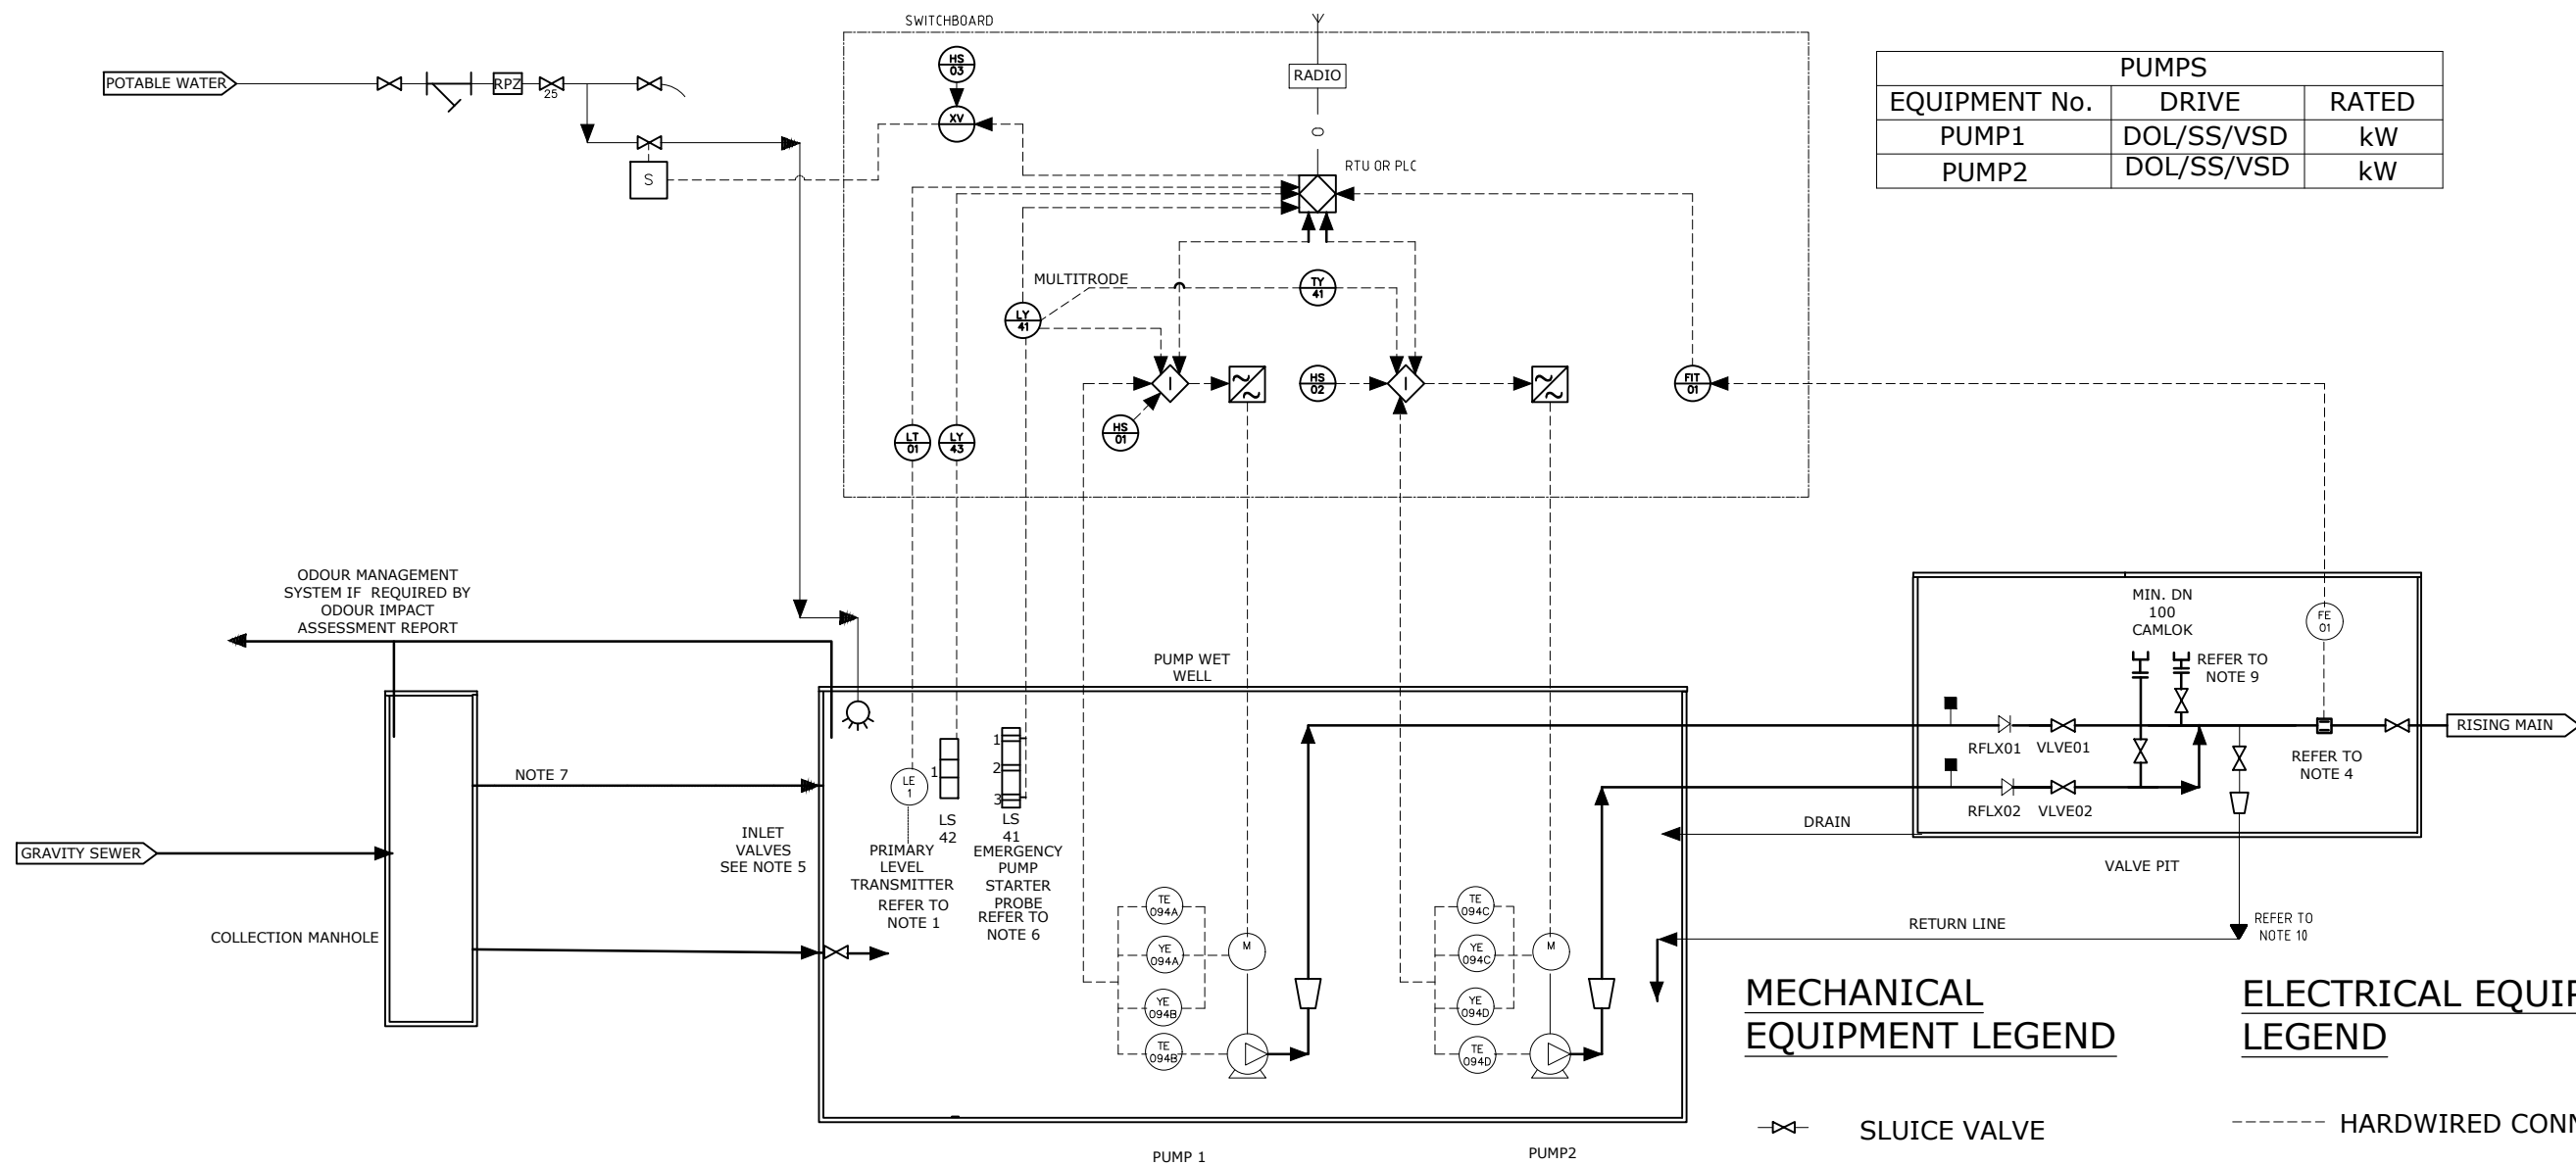 SWITCHBOARD
POTABLE WATER
RPZ
25
S
HS
03
XV
RADIO
O
RTU OR PLC
PUMPS
EQUIPMENT No. DRIVE RATED
PUMP1 DOL/SS/VSD kW
PUMP2 DOL/SS/VSD kW
MULTITRODE
TY
41
LY
41
I
HS
02
I
FIT
01
HS
01
LT
01
LY
43
ODOUR MANAGEMENT
SYSTEM IF REQUIRED BY
ODOUR IMPACT
ASSESSMENT REPORT
PUMP WET
WELL
MIN. DN
100
CAMLOK
FE
01
REFER TO
NOTE 9
RISING MAIN
RFLX01 VLVE01
REFER TO
NOTE 4
RFLX02 VLVE02
NOTE 7
LE
1
1
LS
42
1
2
3
LS
41
INLET
VALVES
SEE NOTE 5
PRIMARY
LEVEL
TRANSMITTER
REFER TO
NOTE 1
EMERGENCY
PUMP
STARTER
PROBE
REFER TO
NOTE 6
GRAVITY SEWER
COLLECTION MANHOLE
DRAIN
VALVE PIT
RETURN LINE
REFER TO
NOTE 10
TE
094A
YE
094A
YE
094B
TE
094B
M
TE
094C
YE
094C
YE
094D
TE
094D
M
MECHANICAL
EQUIPMENT LEGEND
ELECTRICAL EQUIP
LEGEND
SLUICE VALVE
HARDWIRED CONN
PUMP 1
PUMP2